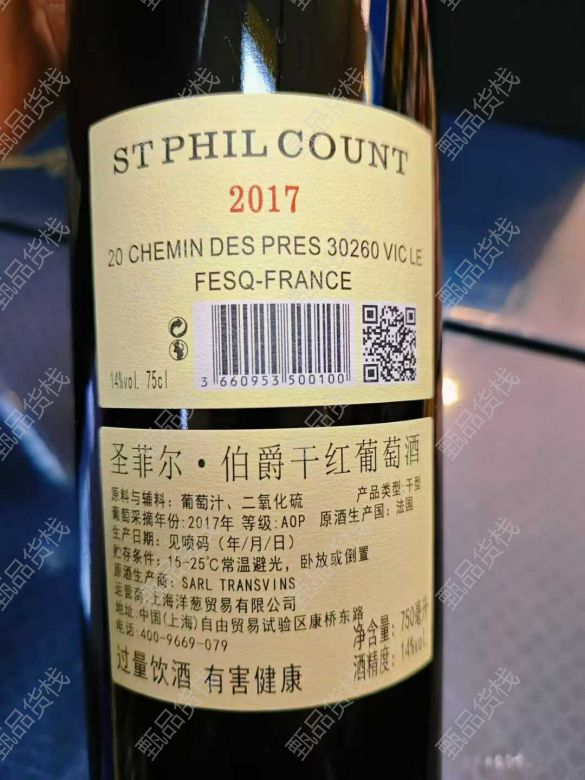 ST PHIL COUNT
2017
20 CHEMIN DES PRES 30260 VIC LE
FESQ-FRANCE
3 660953 500100
14%vol. 75cl
圣菲尔·伯爵干红葡萄酒
原料与辅料: 葡萄汁、二氧化硫 产品类型:干型
葡萄采摘年份:2017年 等级:AOP 原酒生产国: 法国
生产日期: 见喷码 (年/月/日)
贮存条件: 15-25℃常温避光, 卧放或倒置
原酒生产商: SARL TRANSVINS
运营商:上海洋葱贸易有限公司
地址:中国(上海)自由贸易试验区康桥东路
电话:400-9669-079
净含量: 750毫升
酒精度: 14%vol
过量饮酒 有害健康
甄品货栈